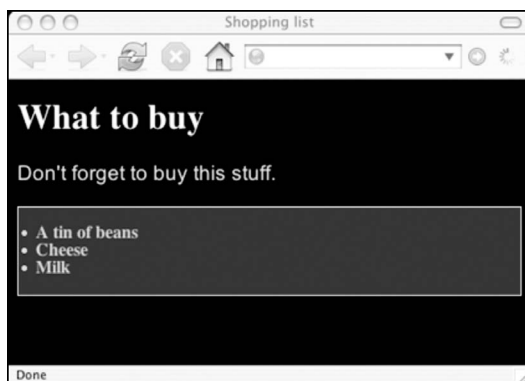 Shopping list
What to buy
Don't forget to buy this stuff.
• A tin of beans
• Cheese
• Milk
Done